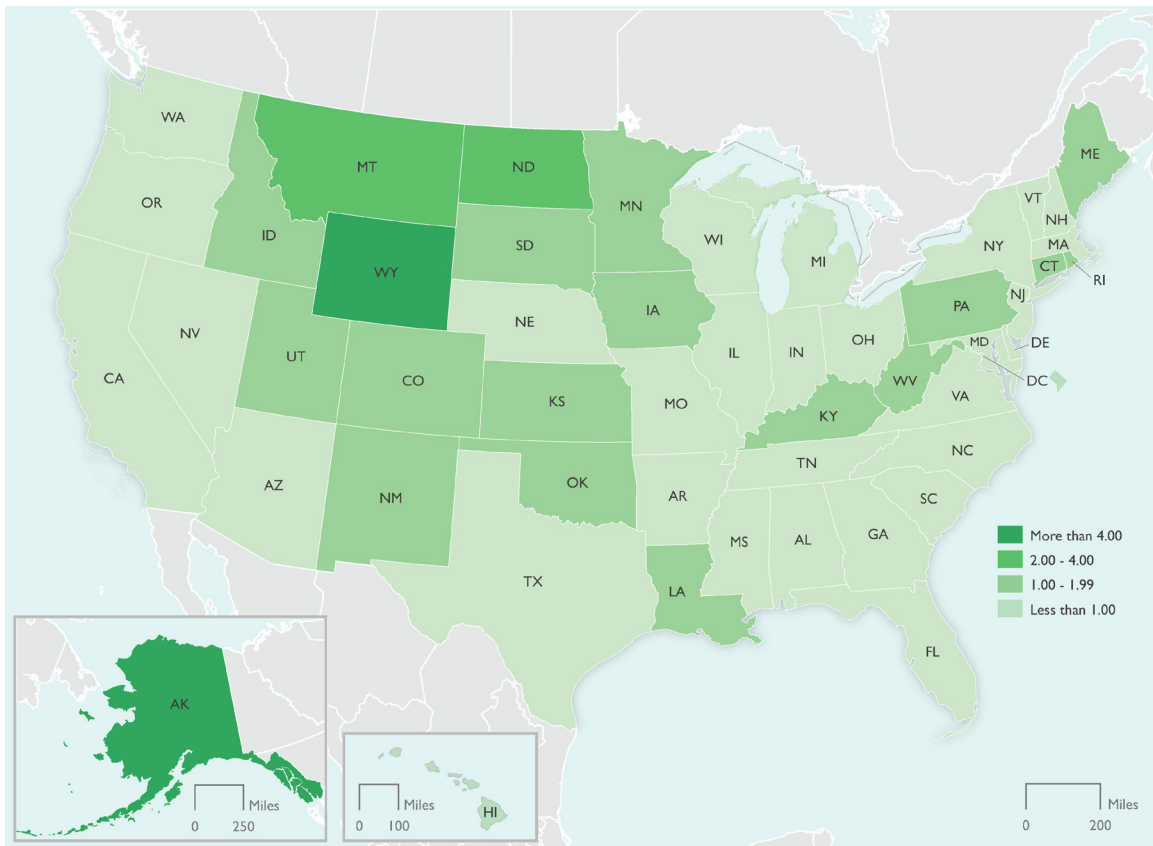 WA
MT
ND
ME
OR
MN
VT
ID
SD
WI
NH
WY
NY
MA
MI
CT
RI
IA
PA
NE
NJ
NV
OH
UT
IL
IN
MD
DE
CA
CO
WV
DC
KS
MO
VA
KY
NC
TN
AZ
OK
NM
AR
SC
MS
AL
GA
More than 4.00
TX
2.00 - 4.00
LA
1.00 - 1.99
Less than 1.00
FL
AK
Miles
0 250
HI
Miles
0 100
Miles
0 200